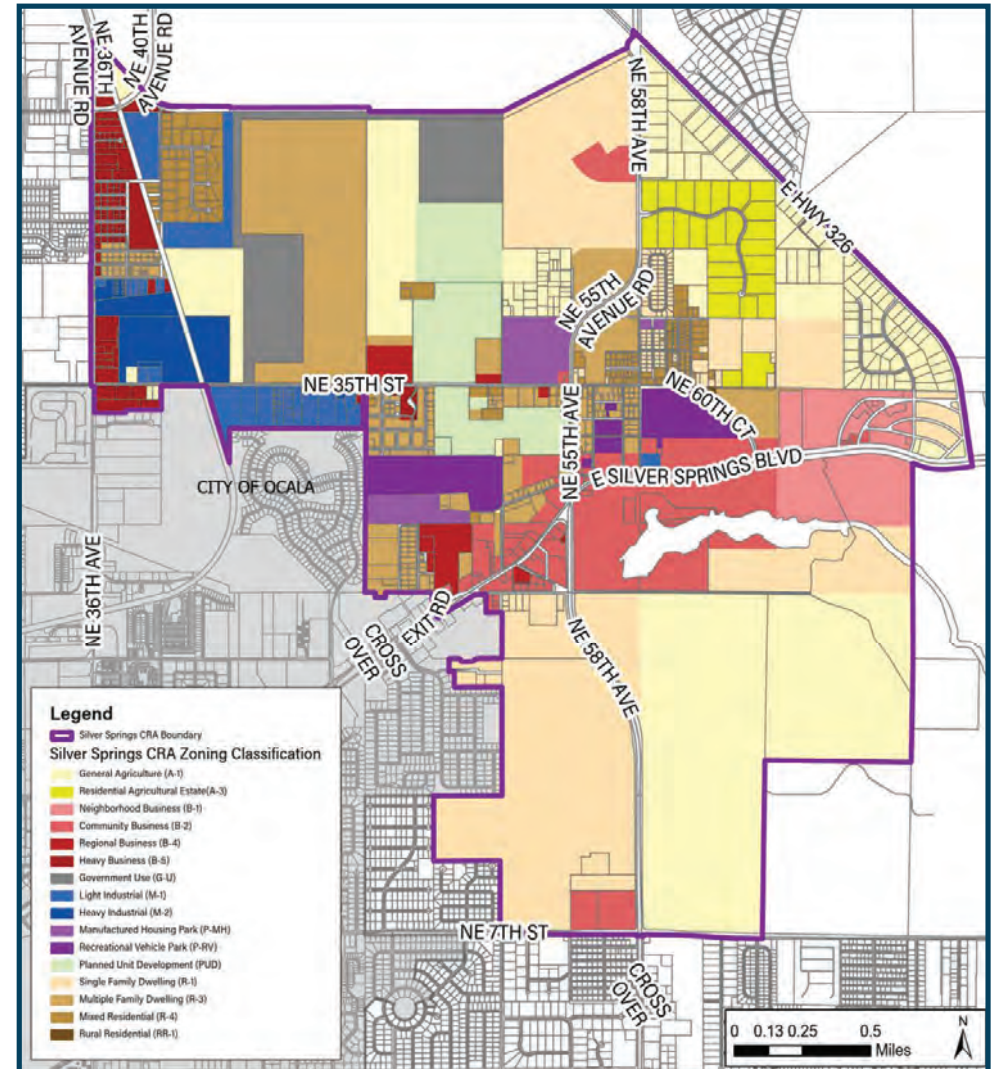 NE 36TH
AVENUE RD
NE 40TH
AVENUE RD
NE 58TH AVE
E HWY 326
NE 55TH
AVENUE RD
NE 35TH ST
NE 60TH CT
NE 55TH AVE
E SILVER SPRINGS BLVD
CITY OF OCALA
NE 36TH AVE
EXIT RD
CROSS
OVER
NE 58TH AVE
NE 7TH ST
CROSS
OVER
Legend
Silver Springs CRA Boundary
Silver Springs CRA Zoning Classification
General Agriculture (A-1)
Residential Agricultural Estate(A-3)
Neighborhood Business (B-1)
Community Business (B-2)
Regional Business (B-4)
Heavy Business (B-5)
Government Use (G-U)
Light Industrial (M-1)
Heavy Industrial (M-2)
Manufactured Housing Park (P-MH)
Recreational Vehicle Park (P-RV)
Planned Unit Development (PUD)
Single Family Dwelling (R-1)
Multiple Family Dwelling (R-3)
Mixed Residential (R-4)
Rural Residential (RR-1)
0 0.13 0.25 0.5
Miles
N